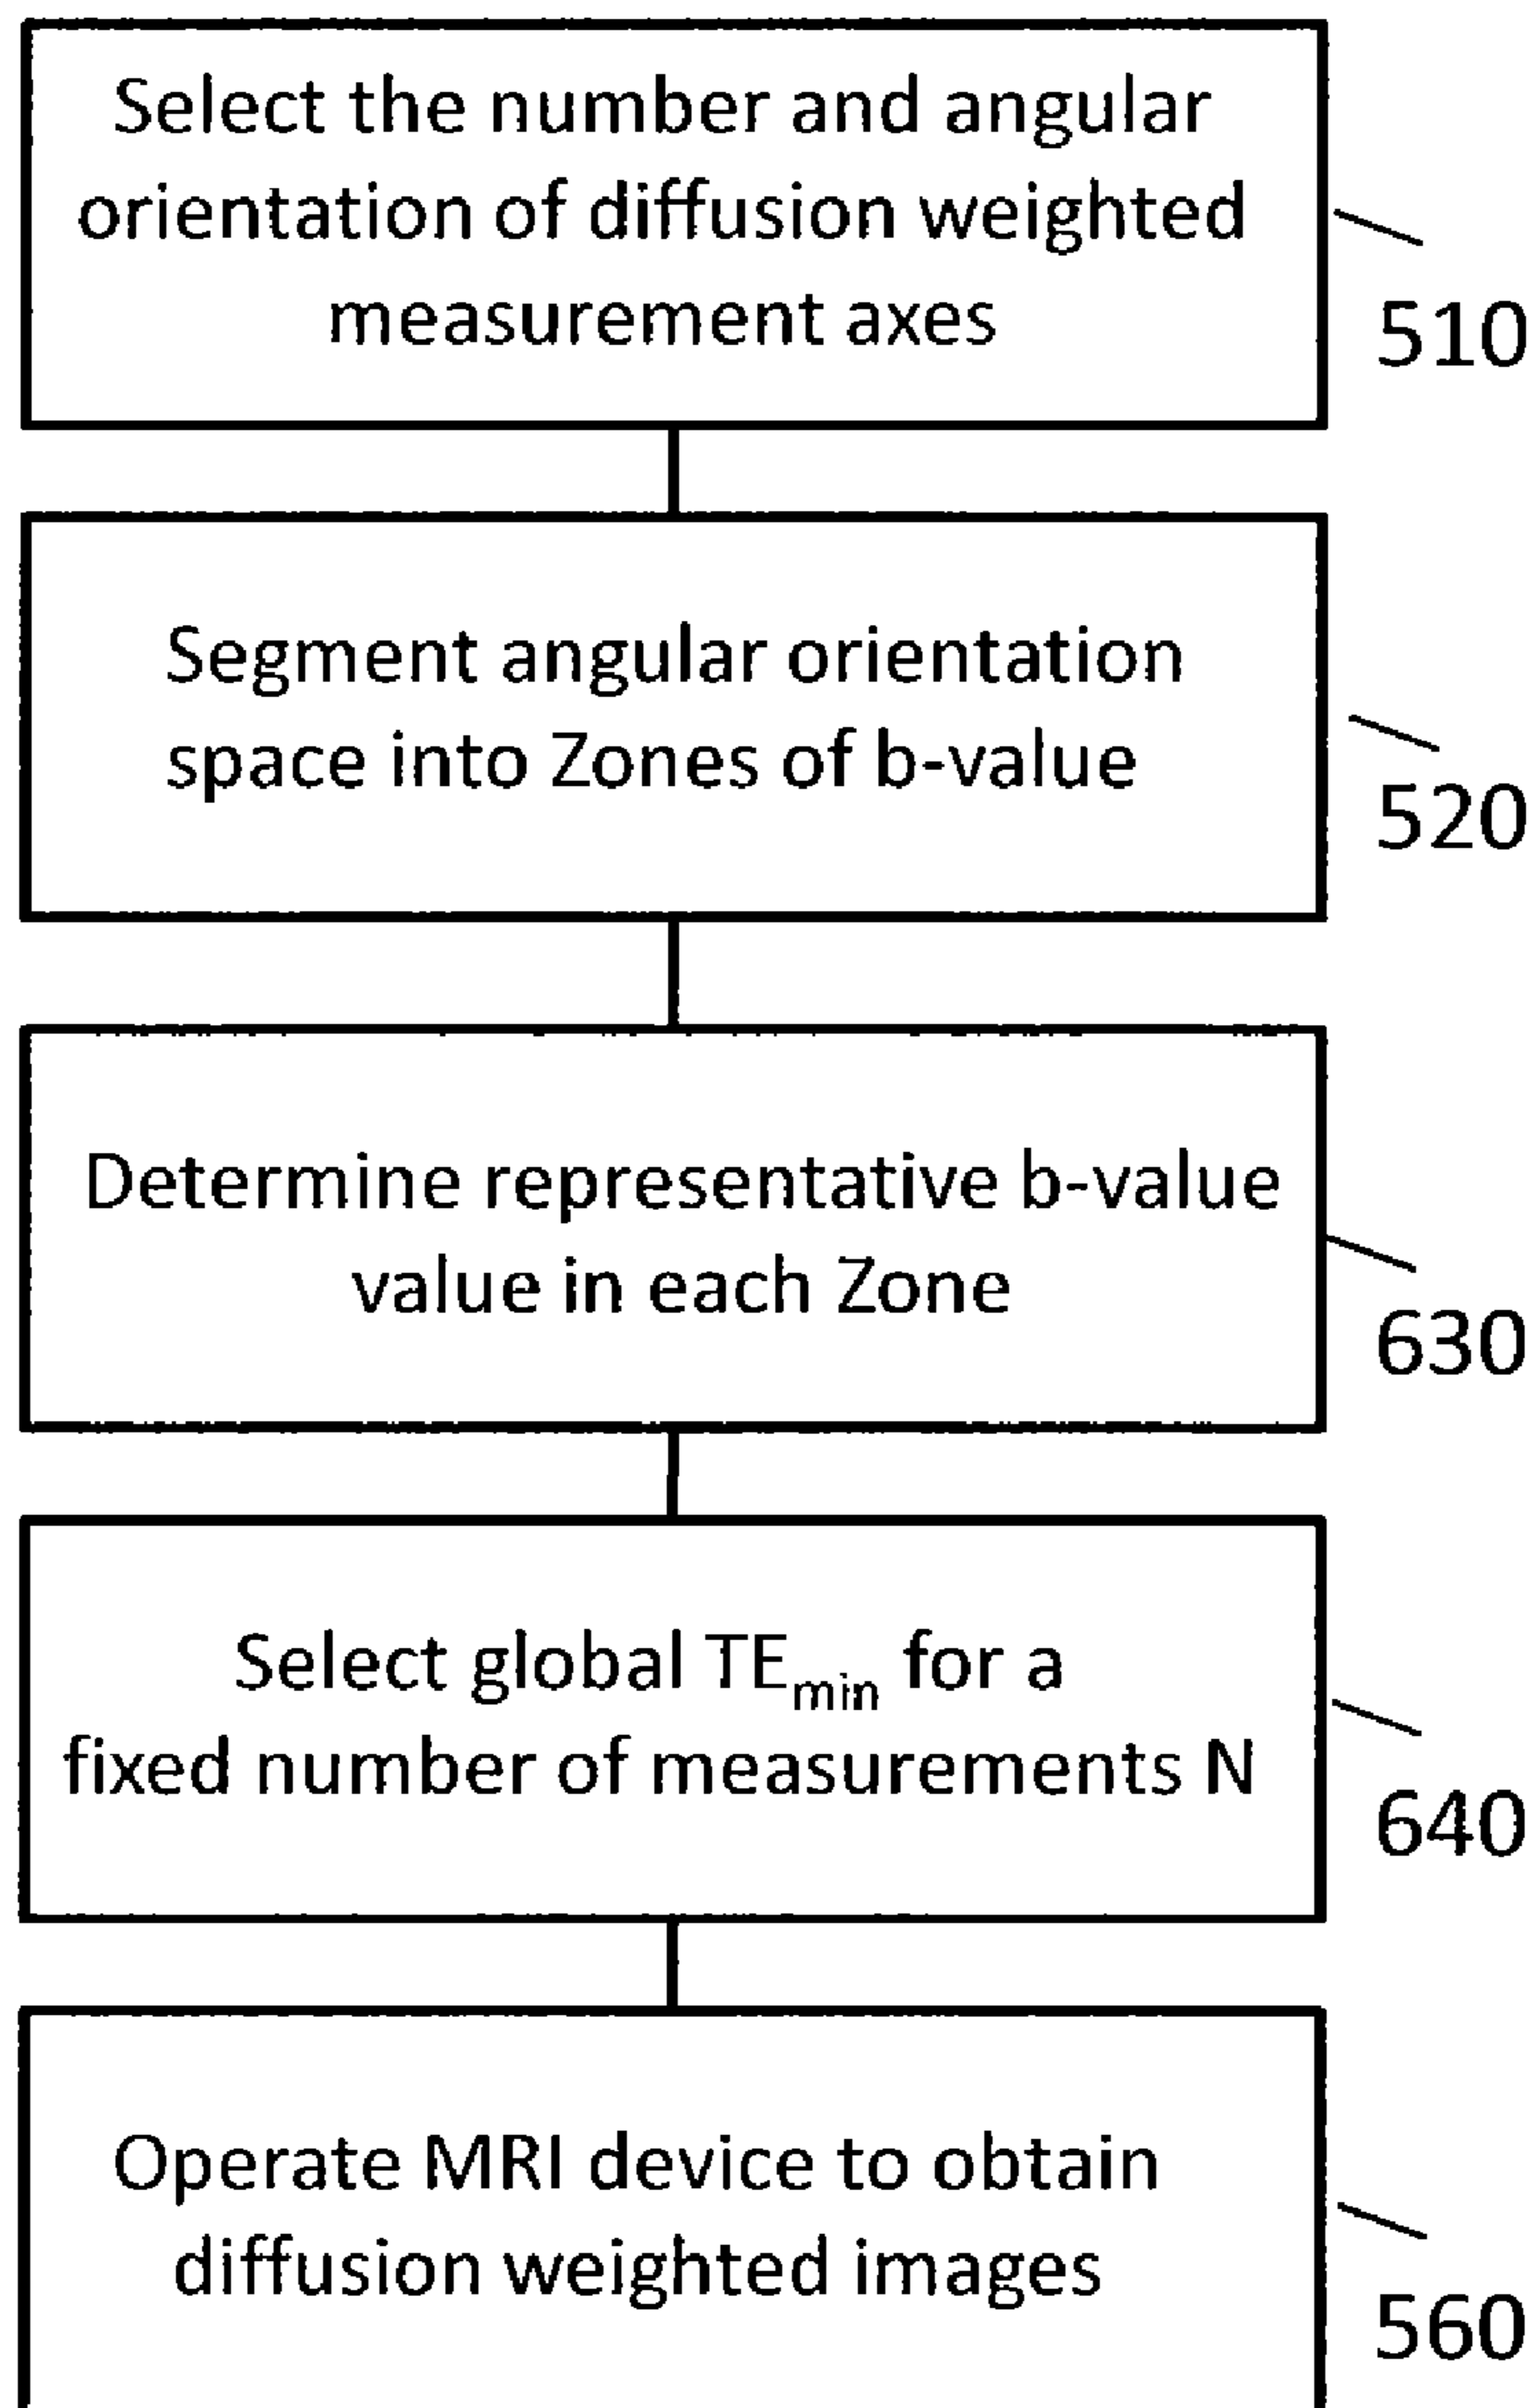 Select the number and angular
orientation of diffusion weighted
measurement axes
510
Segment angular orientation
space into Zones of b-value
520
Determine representative b-value
value in each Zone
630
Select global TEmin for a
fixed number of measurements N
640
Operate MRI device to obtain
diffusion weighted images
560